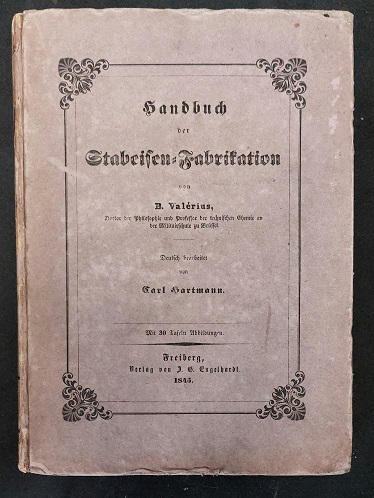 Handbuch
der
Stabeisen-Fabrikation
von
B. Valérius,
Doctor der Philosophie und Professor der technischen Chemie an
der Militairschule zu Brüssel.
Deutsch bearbeitet
von
Carl Hartmann.
Mit 30 Tafeln Abbildungen.
Freiberg,
Verlag von J. G. Engelhardt.
1845.